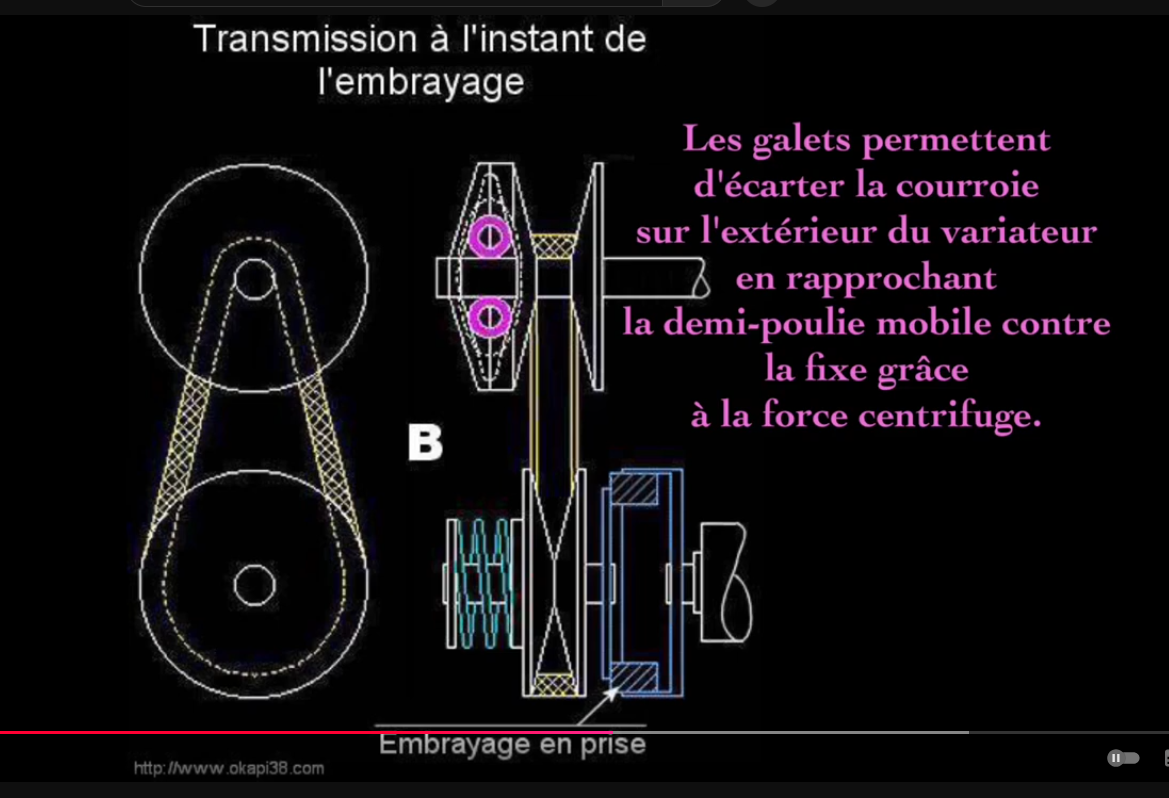 Transmission à l'instant de
l'embrayage
Les galets permettent
d'écarter la courroie
sur l'extérieur du variateur
en rapprochant
la demi-poulie mobile contre
la fixe grâce
à la force centrifuge.
B
Embrayage en prise
http://www.okapi38.com